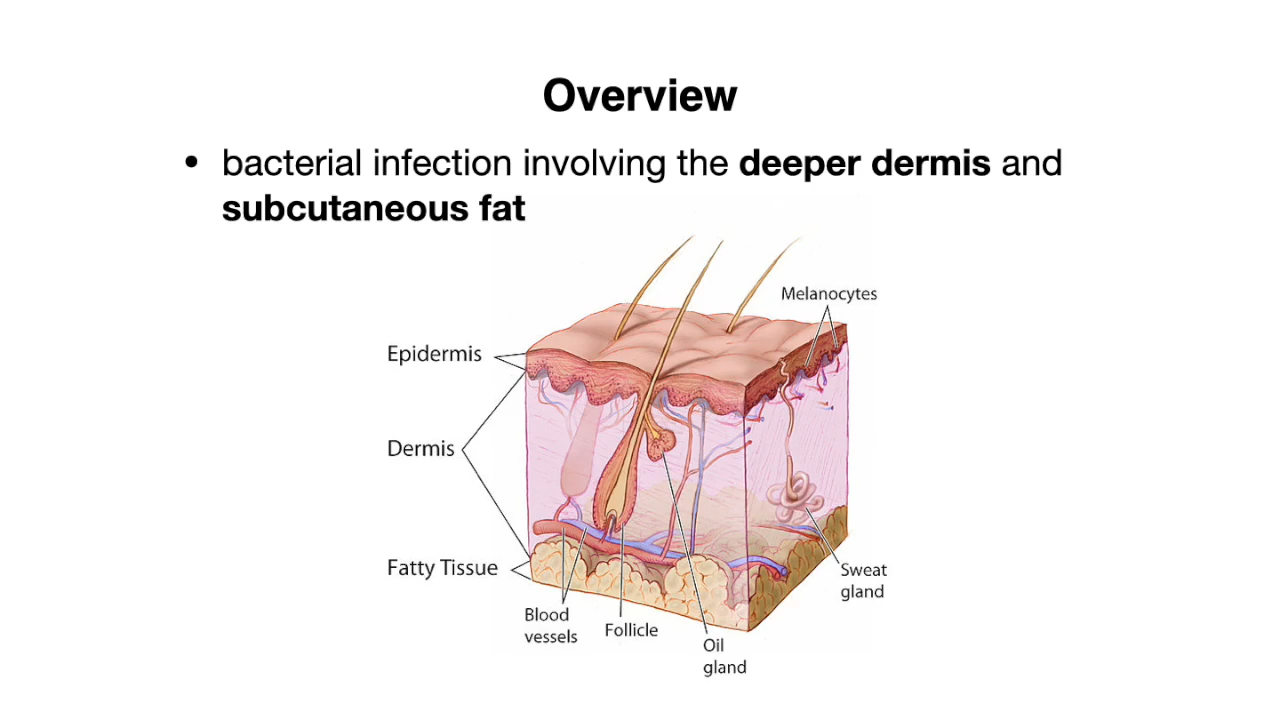 Overview
• bacterial infection involving the deeper dermis and
subcutaneous fat
Melanocytes
Epidermis
Dermis
Fatty Tissue
Sweat
gland
Blood
vessels
Follicle
Oil
gland